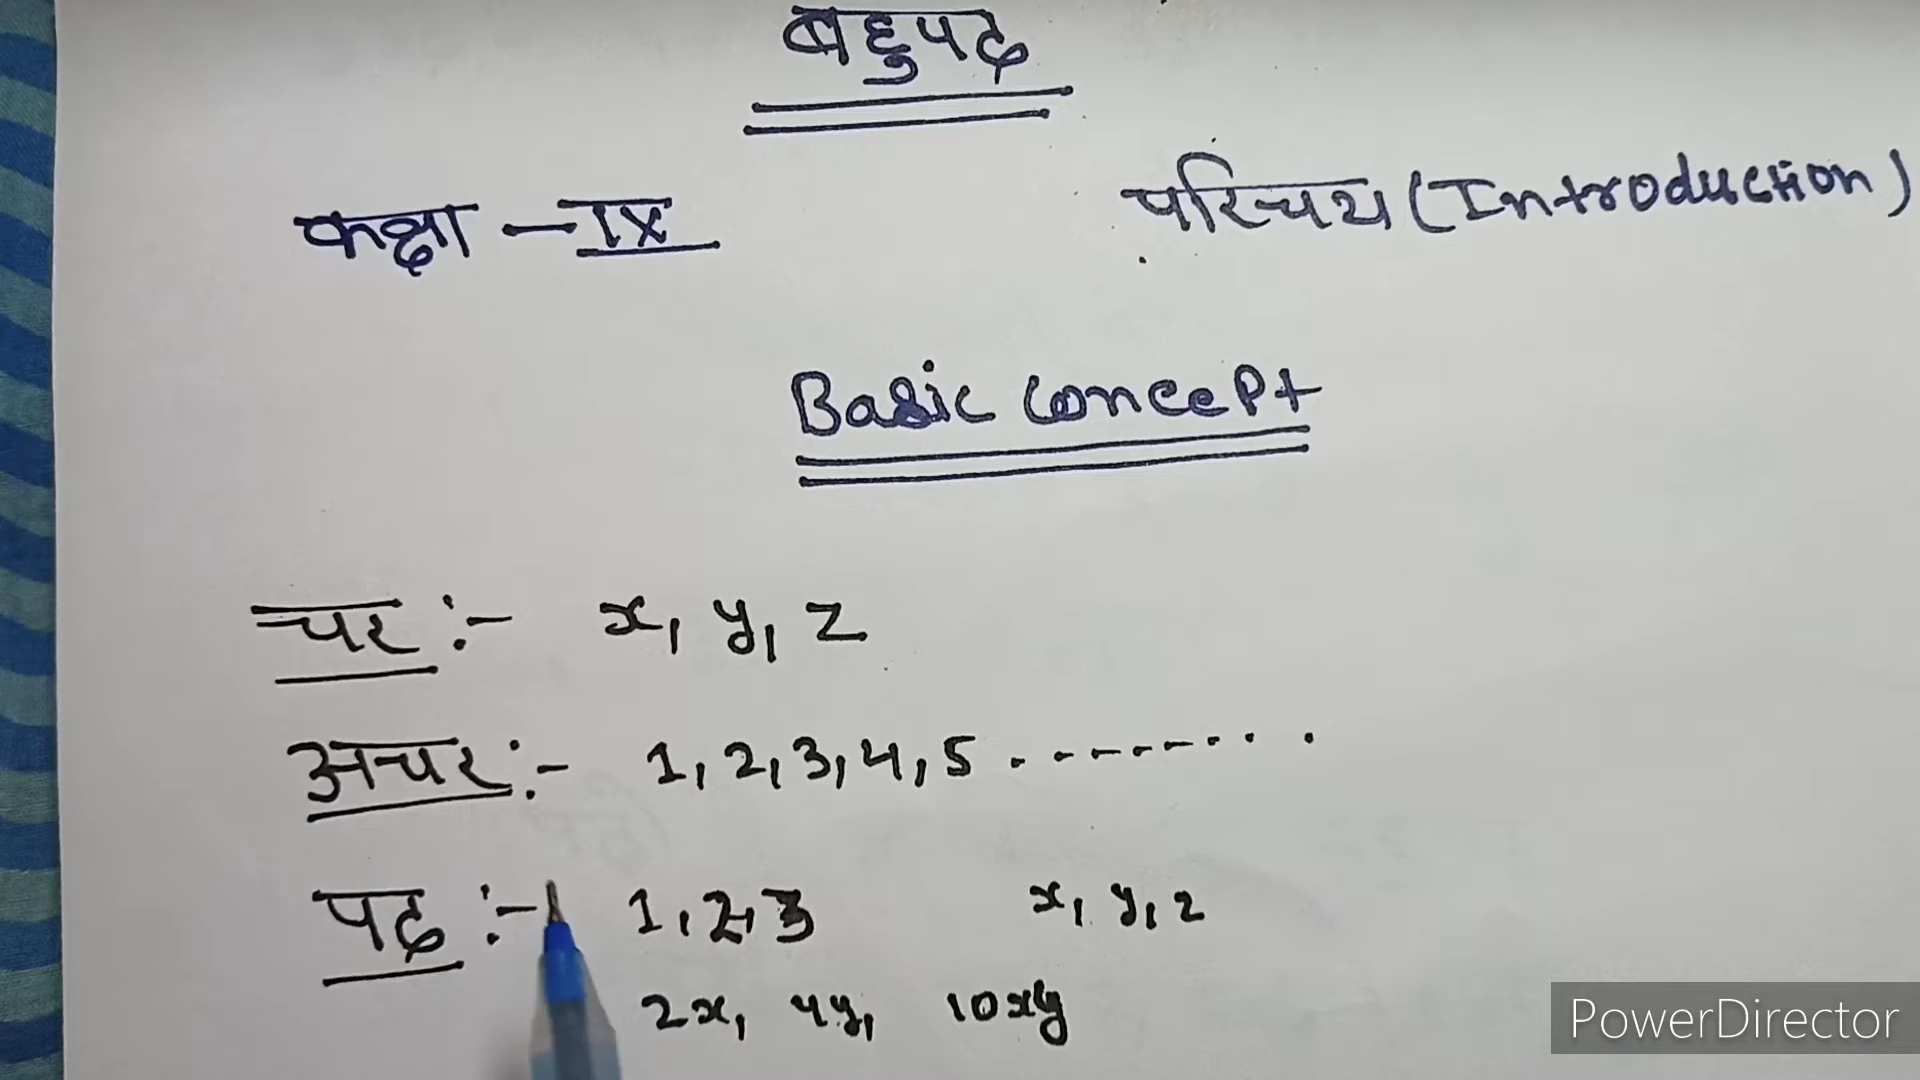 बहुपद
कक्षा - IX परिचय (Introduction)
Basic concept
चर :- x, y, z
अचर :- 1, 2, 3, 4, 5 . - - - - - - . . .
पद :- 1, 2, 3 x, y, z
2x, 4y, 10xy
PowerDirector